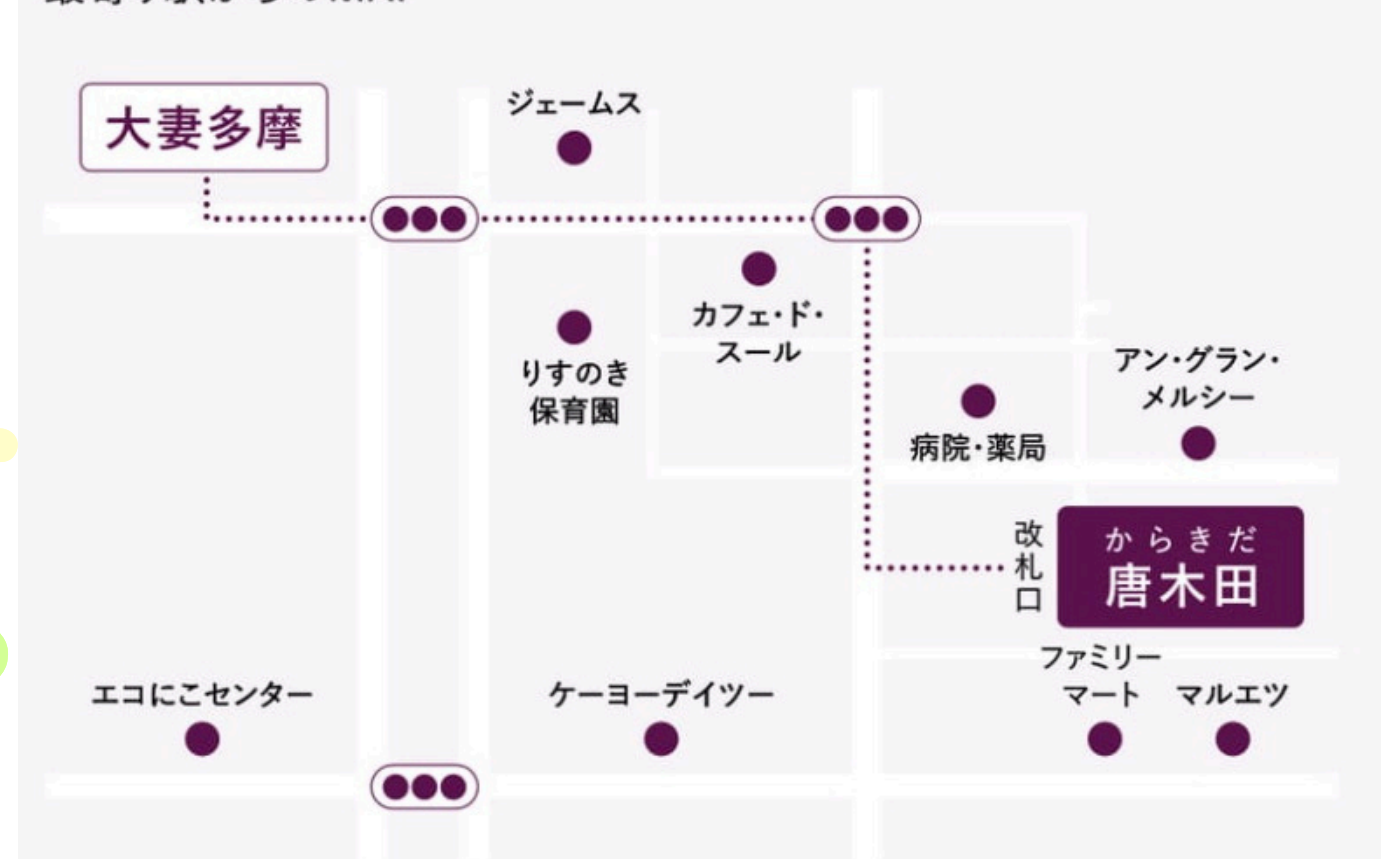 大妻多摩
ジェームス
カフェ・ド・
スール
りすのき
保育園
アン・グラン・
メルシー
病院・薬局
改札口
からきだ
唐木田
ファミリー
マート
マルエツ
エコにこセンター
ケーヨーデイツー